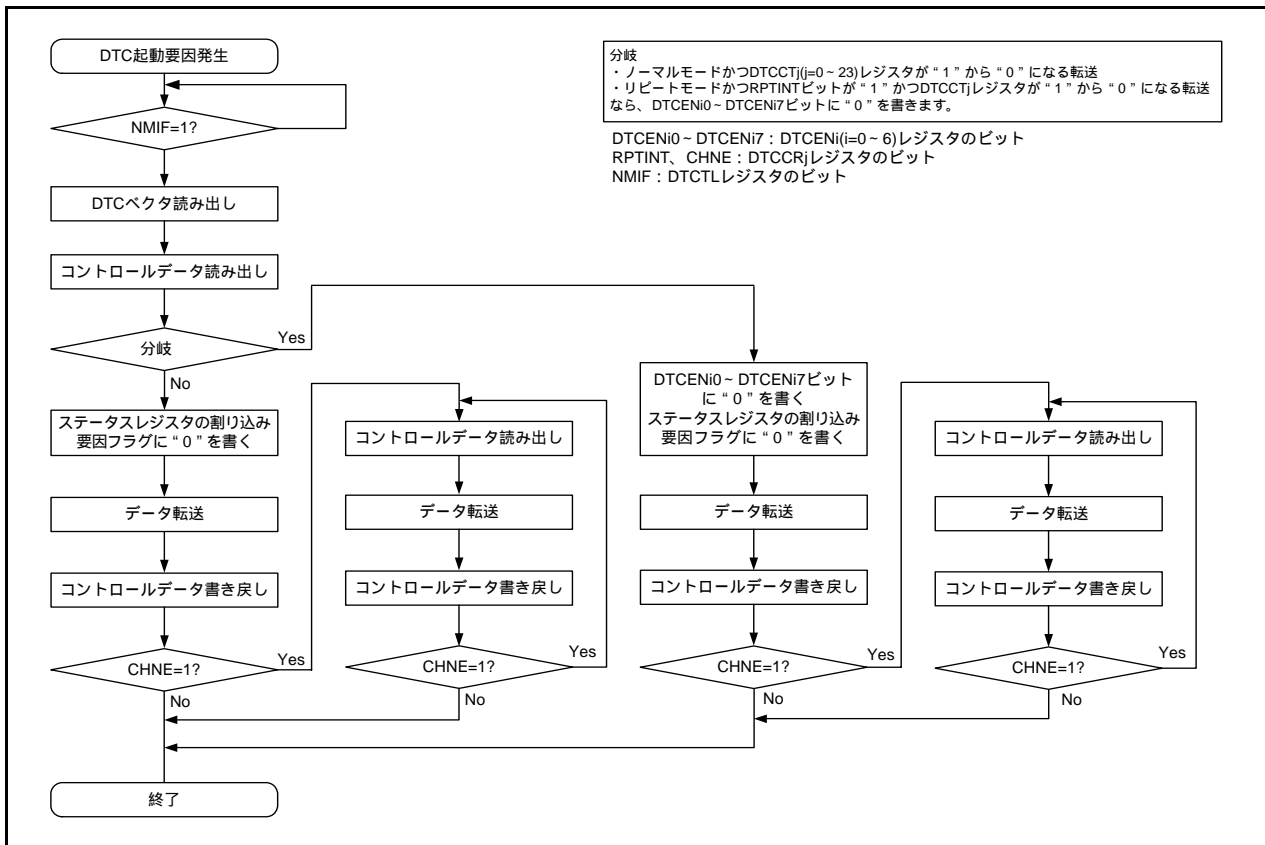 DTC起動要因発生
NMIF=1?
DTCベクタ読み出し
コントロールデータ読み出し
分岐
Yes
No
ステータスレジスタの割り込み
要因フラグに“0”を書く
データ転送
コントロールデータ書き戻し
CHNE=1?
Yes
No
終了
コントロールデータ読み出し
データ転送
コントロールデータ書き戻し
CHNE=1?
Yes
No
分岐
・ノーマルモードかつDTCCTj(j=0~23)レジスタが“1”から“0”になる転送
・リピートモードかつRPTINTビットが“1”かつDTCCTjレジスタが“1”から“0”になる転送
なら、DTCENi0~DTCENi7ビットに“0”を書きます。
DTCENi0~DTCENi7:DTCENi(i=0~6)レジスタのビット
RPTINT、CHNE:DTCCRjレジスタのビット
NMIF:DTCTLレジスタのビット
DTCENi0~DTCENi7ビット
に“0”を書く
ステータスレジスタの割り込み
要因フラグに“0”を書く
データ転送
コントロールデータ書き戻し
CHNE=1?
Yes
No
コントロールデータ読み出し
データ転送
コントロールデータ書き戻し
CHNE=1?
Yes
No